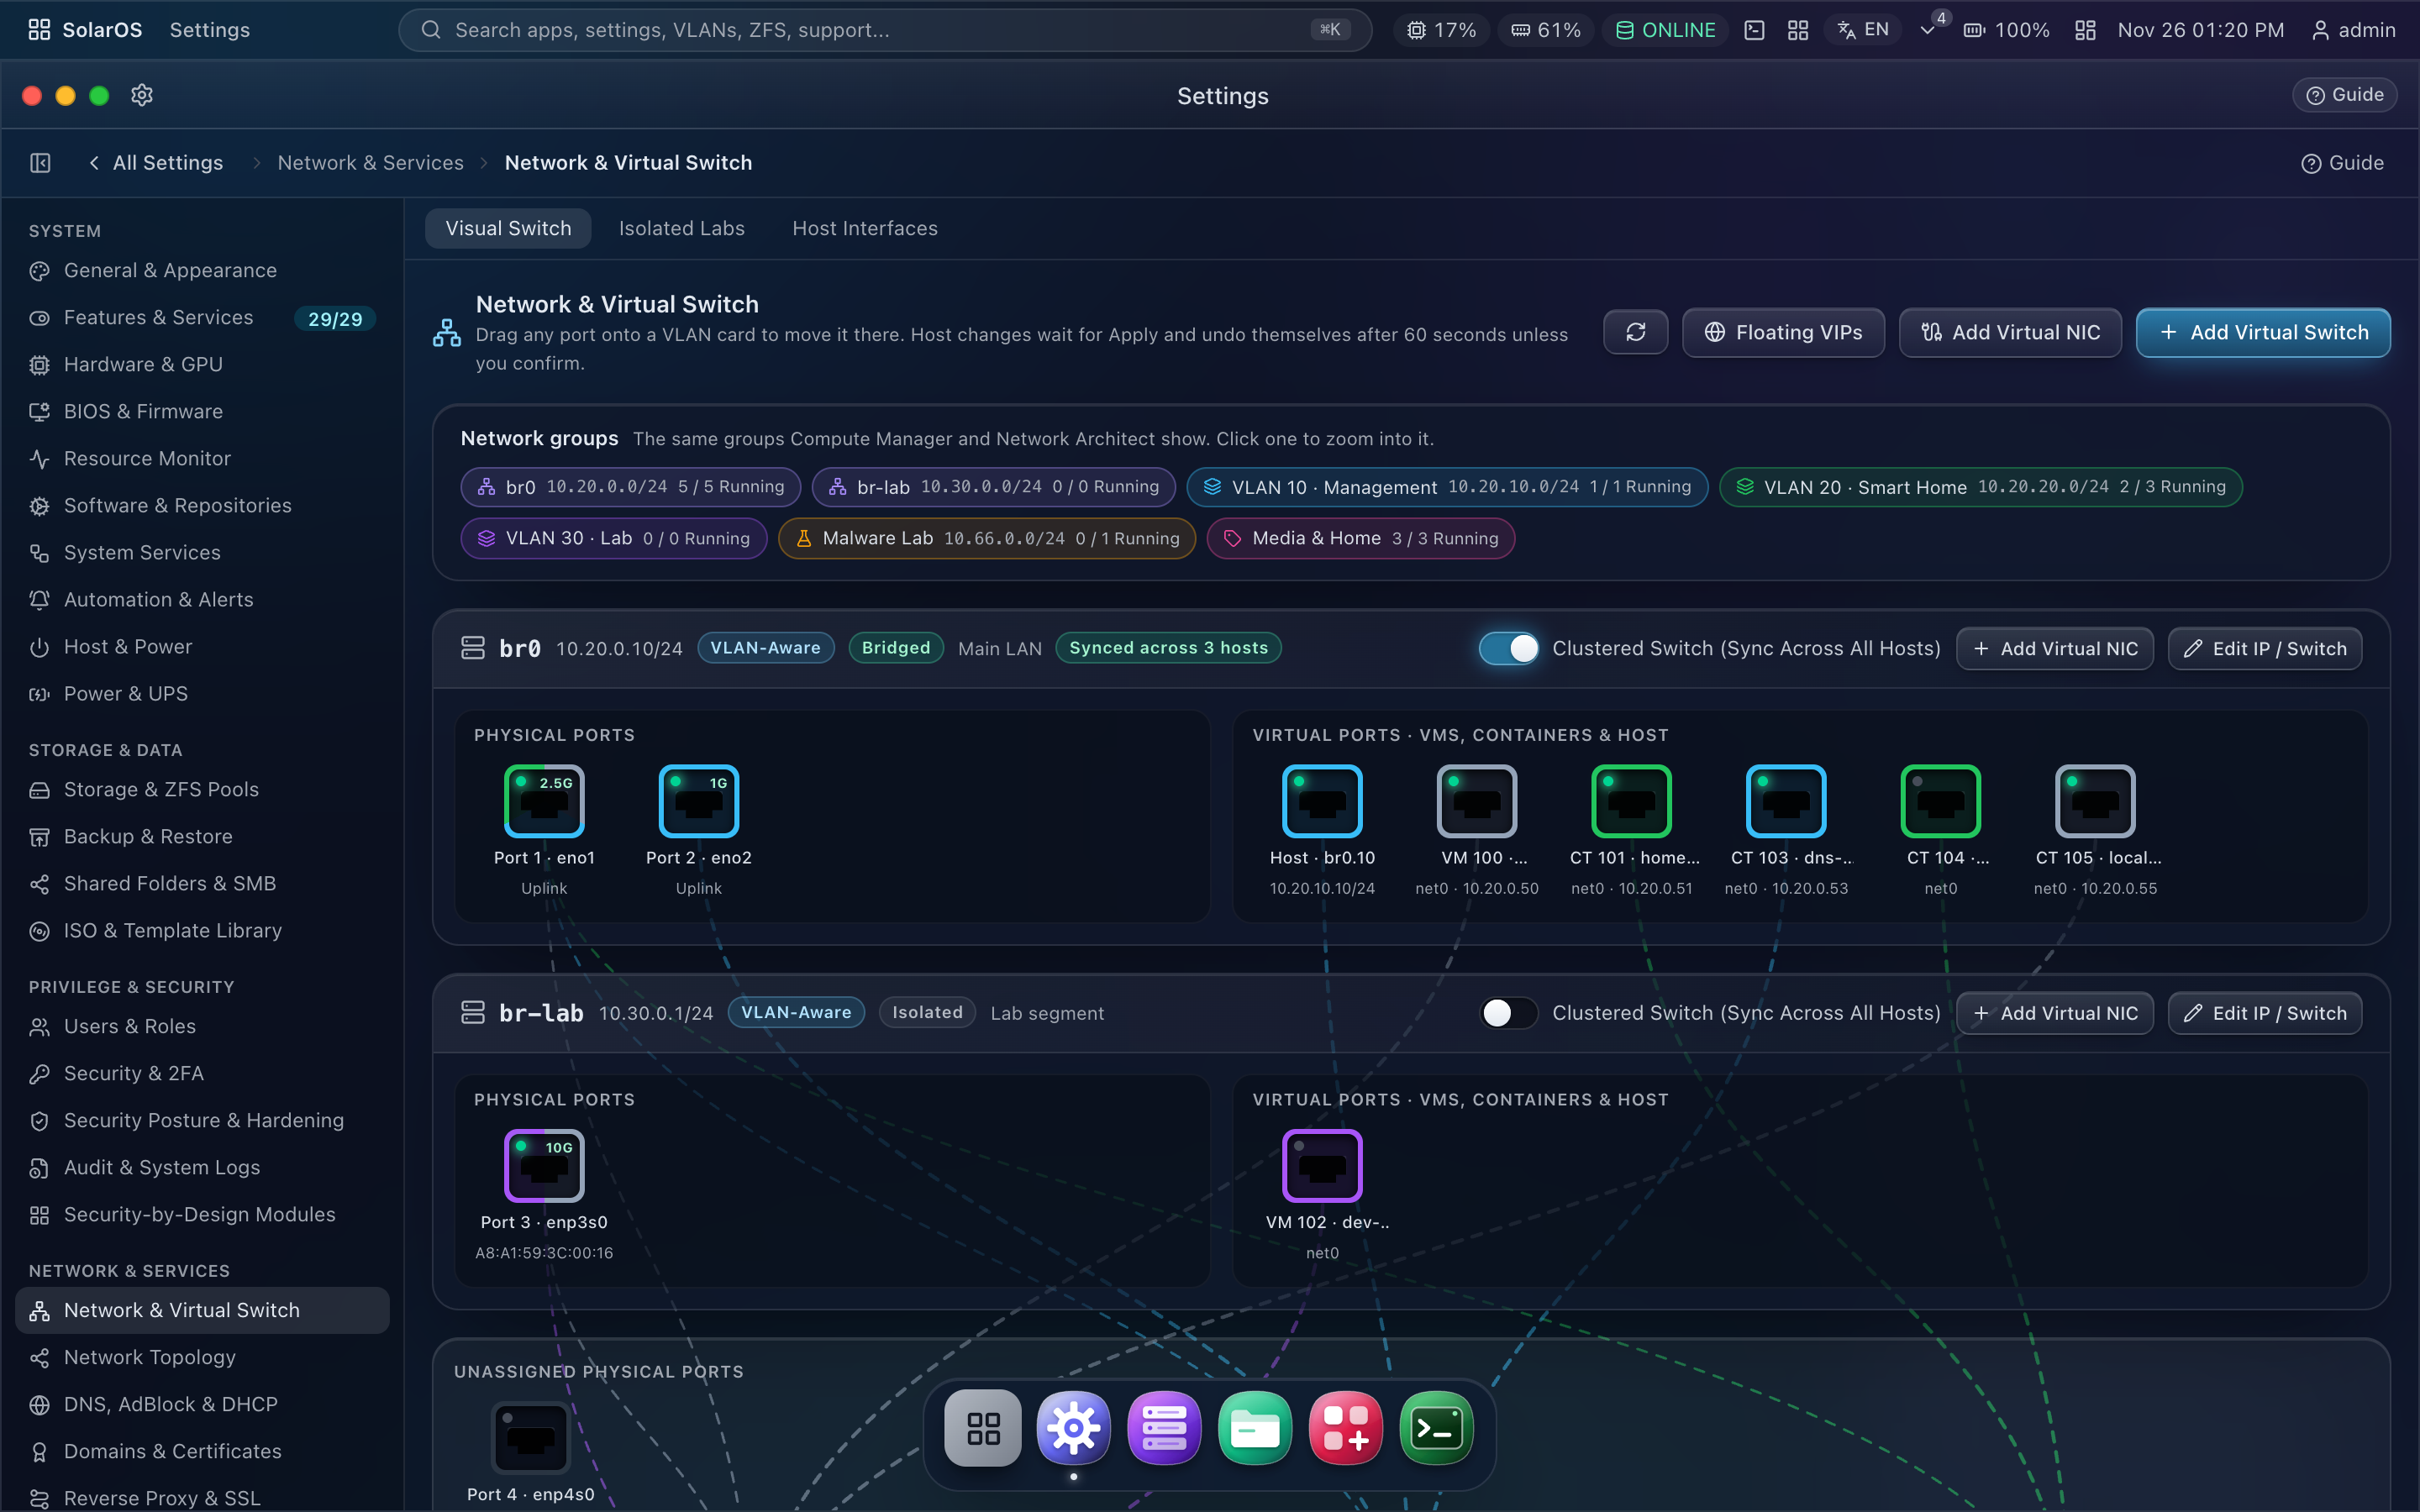 SolarOS Settings Search apps, settings, VLANs, ZFS, support... ⌘K 17% 61% ONLINE EN 4 100% Nov 26 01:20 PM admin
Settings Guide
All Settings Network & Services Network & Virtual Switch Guide
SYSTEM
General & Appearance
Features & Services 29/29
Hardware & GPU
BIOS & Firmware
Resource Monitor
Software & Repositories
System Services
Automation & Alerts
Host & Power
Power & UPS
STORAGE & DATA
Storage & ZFS Pools
Backup & Restore
Shared Folders & SMB
ISO & Template Library
PRIVILEGE & SECURITY
Users & Roles
Security & 2FA
Security Posture & Hardening
Audit & System Logs
Security-by-Design Modules
NETWORK & SERVICES
Network & Virtual Switch
Network Topology
DNS, AdBlock & DHCP
Domains & Certificates
Reverse Proxy & SSL
Visual Switch Isolated Labs Host Interfaces
Network & Virtual Switch
Drag any port onto a VLAN card to move it there. Host changes wait for Apply and undo themselves after 60 seconds unless
you confirm.
Floating VIPs Add Virtual NIC Add Virtual Switch
Network groups The same groups Compute Manager and Network Architect show. Click one to zoom into it.
br0 10.20.0.0/24 5 / 5 Running br-lab 10.30.0.0/24 0 / 0 Running VLAN 10 · Management 10.20.10.0/24 1 / 1 Running VLAN 20 · Smart Home 10.20.20.0/24 2 / 3 Running
VLAN 30 · Lab 0 / 0 Running Malware Lab 10.66.0.0/24 0 / 1 Running Media & Home 3 / 3 Running
br0 10.20.0.10/24 VLAN-Aware Bridged Main LAN Synced across 3 hosts Clustered Switch (Sync Across All Hosts) Add Virtual NIC Edit IP / Switch
PHYSICAL PORTS
2.5G 1G
Port 1 · eno1 Port 2 · eno2
Uplink Uplink
VIRTUAL PORTS · VMS, CONTAINERS & HOST
Host · br0.10 VM 100 ·... CT 101 · home... CT 103 · dns-... CT 104 ·... CT 105 · local...
10.20.10.10/24 net0 · 10.20.0.50 net0 · 10.20.0.51 net0 · 10.20.0.53 net0 net0 · 10.20.0.55
br-lab 10.30.0.1/24 VLAN-Aware Isolated Lab segment Clustered Switch (Sync Across All Hosts) Add Virtual NIC Edit IP / Switch
PHYSICAL PORTS
10G
Port 3 · enp3s0
A8:A1:59:3C:00:16
VIRTUAL PORTS · VMS, CONTAINERS & HOST
VM 102 · dev-...
net0
UNASSIGNED PHYSICAL PORTS
Port 4 · enp4s0